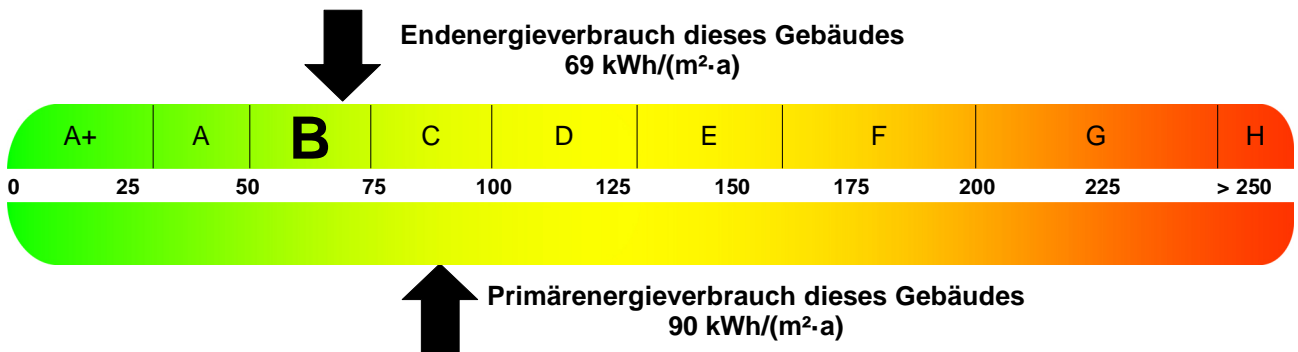 Endenergieverbrauch dieses Gebäudes
69 kWh/(m²·a)
A+ A B C D E F G H
0 25 50 75 100 125 150 175 200 225 > 250
Primärenergieverbrauch dieses Gebäudes
90 kWh/(m²·a)